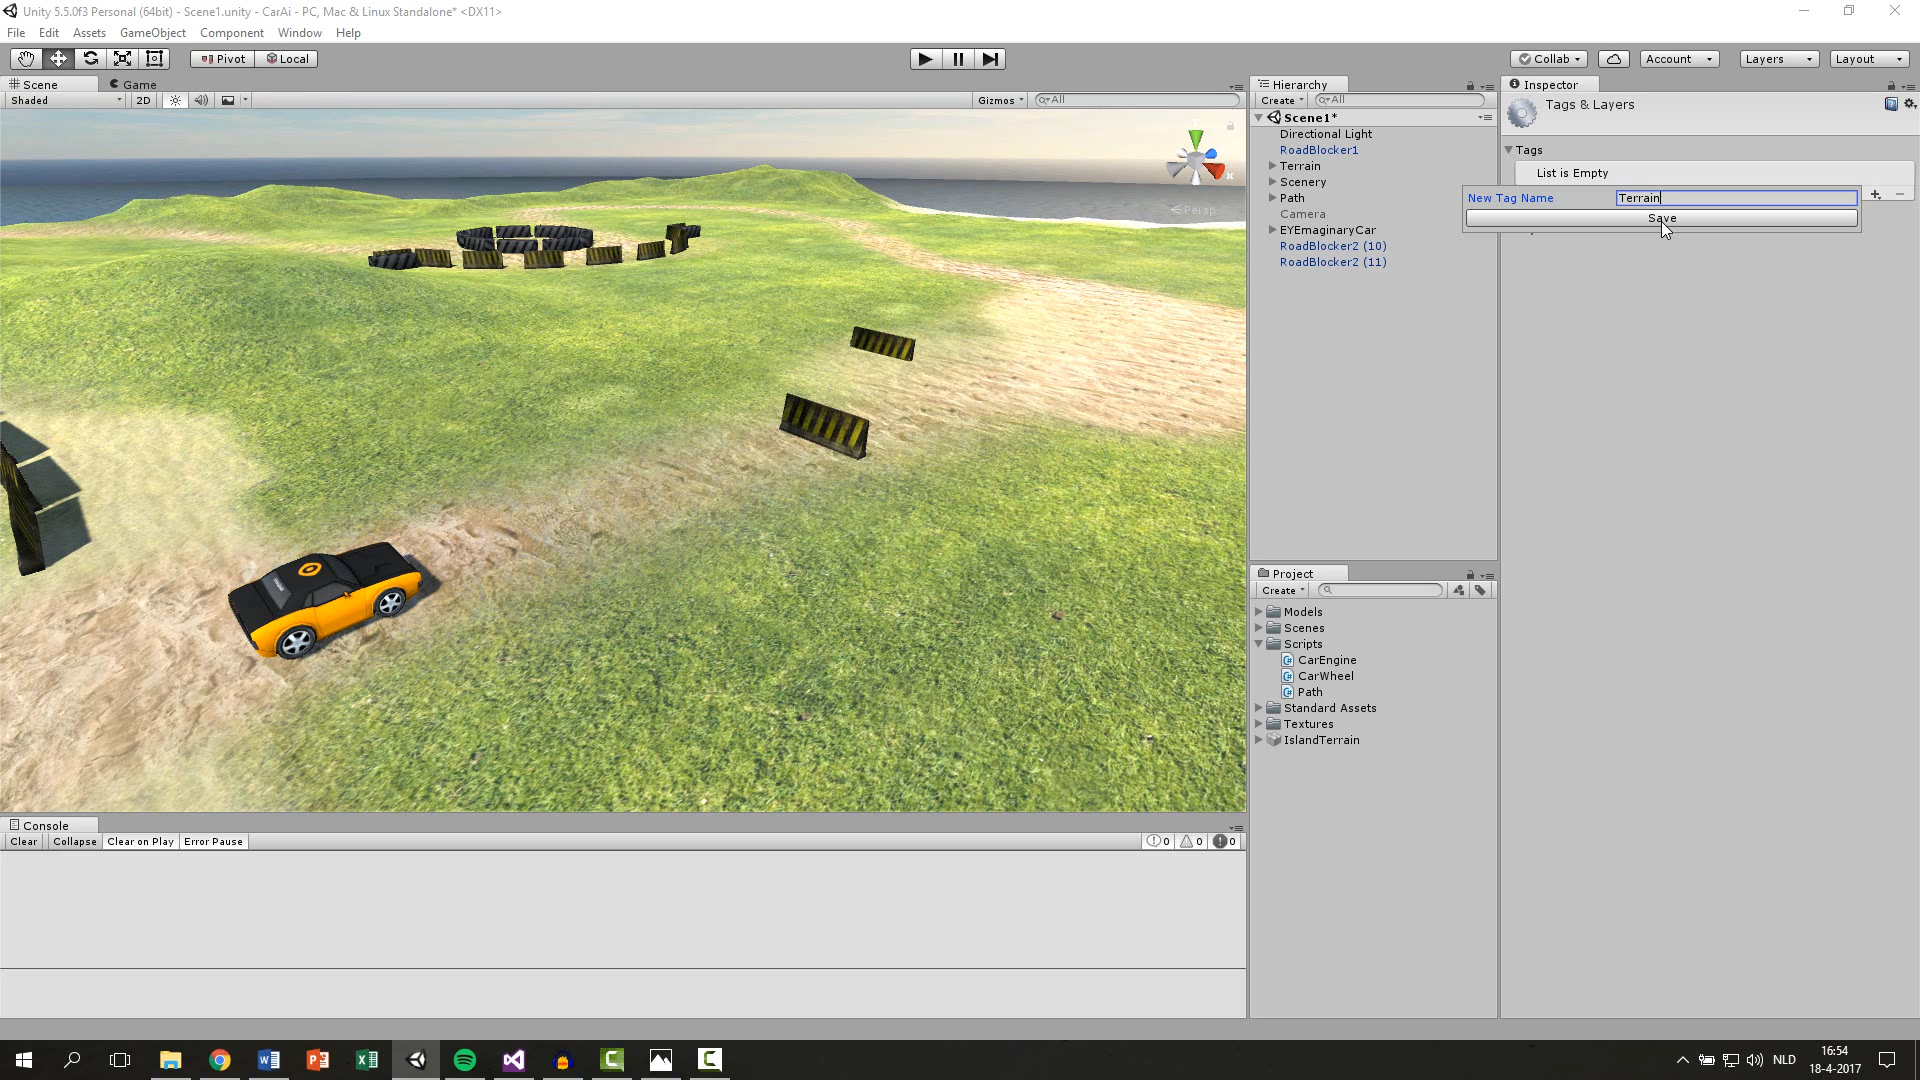 Unity 5.5.0f3 Personal (64bit) - Scene1.unity - CarAi - PC, Mac & Linux Standalone* <DX11>
File Edit Assets GameObject Component Window Help
Pivot Local Collab Account Layers Layout
Scene Game
Shaded 2D Gizmos All
Persp
x
Hierarchy
Create All
Scene1*
Directional Light
RoadBlocker1
Terrain
Scenery
Path
Camera
EYEmaginaryCar
RoadBlocker2 (10)
RoadBlocker2 (11)
Inspector
Tags & Layers
Tags
List is Empty
New Tag Name Terrain
Save
Project
Create
Models
Scenes
Scripts
CarEngine
CarWheel
Path
Standard Assets
Textures
IslandTerrain
Console
Clear Collapse Clear on Play Error Pause 0 0 0
NLD
16:54
18-4-2017